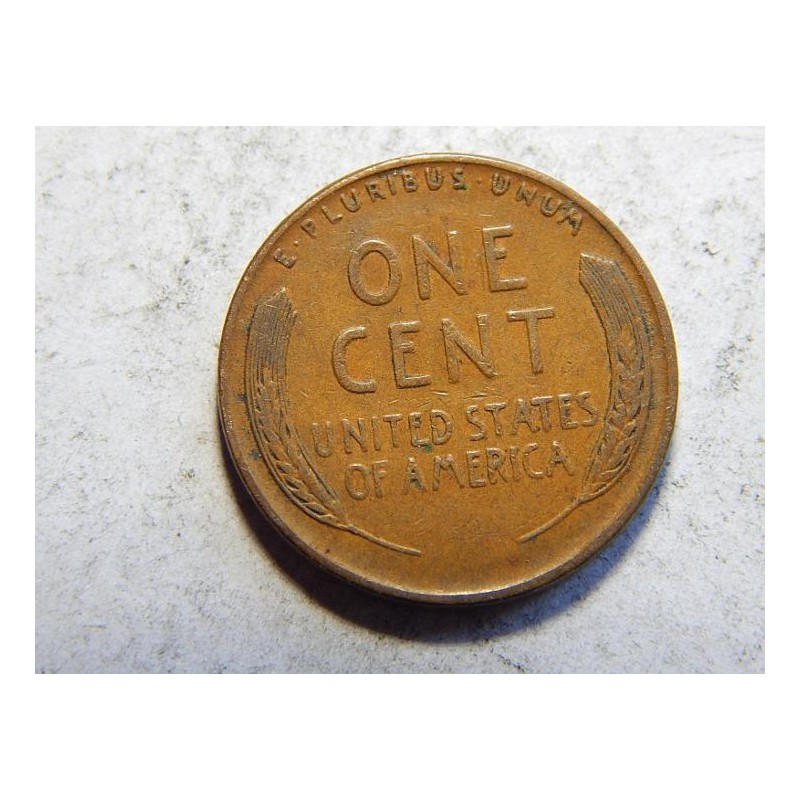 E · PLURIBUS · UNUM
ONE
CENT
UNITED STATES
OF AMERICA